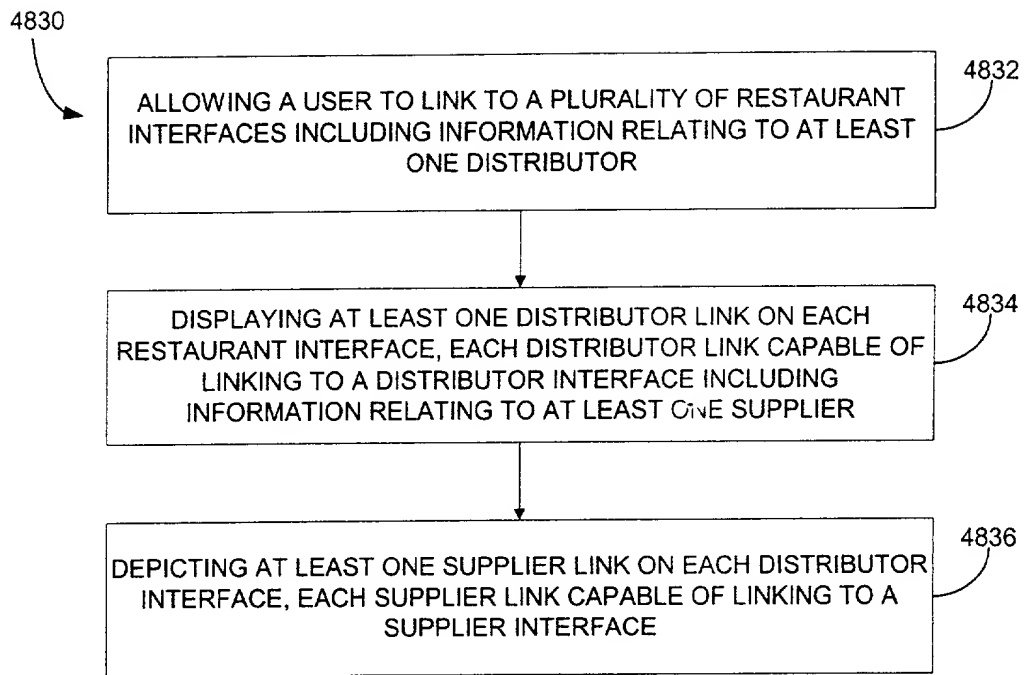 4830
4832
ALLOWING A USER TO LINK TO A PLURALITY OF RESTAURANT
INTERFACES INCLUDING INFORMATION RELATING TO AT LEAST
ONE DISTRIBUTOR
4834
DISPLAYING AT LEAST ONE DISTRIBUTOR LINK ON EACH
RESTAURANT INTERFACE, EACH DISTRIBUTOR LINK CAPABLE OF
LINKING TO A DISTRIBUTOR INTERFACE INCLUDING
INFORMATION RELATING TO AT LEAST ONE SUPPLIER
4836
DEPICTING AT LEAST ONE SUPPLIER LINK ON EACH DISTRIBUTOR
INTERFACE, EACH SUPPLIER LINK CAPABLE OF LINKING TO A
SUPPLIER INTERFACE